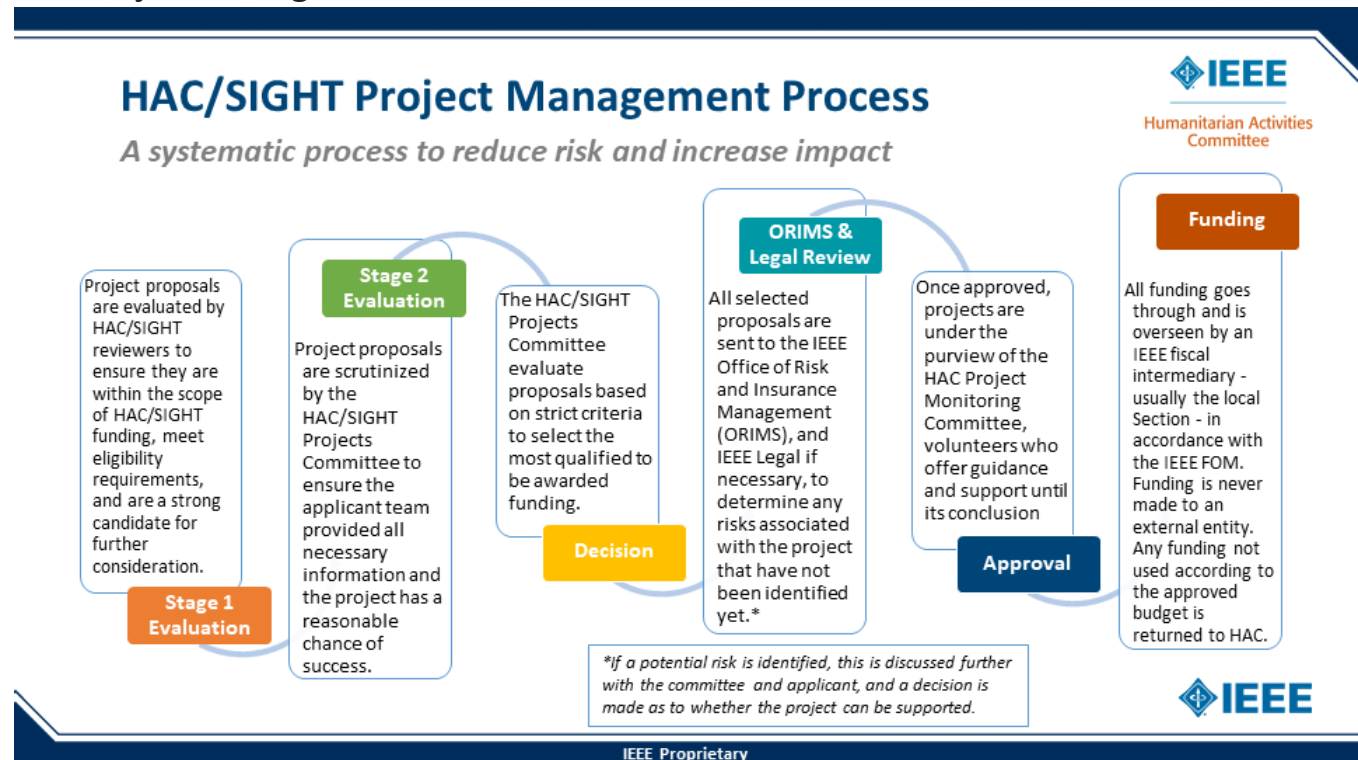 HAC/SIGHT Project Management Process
A systematic process to reduce risk and increase impact
IEEE
Humanitarian Activities
Committee
Project proposals
are evaluated by
HAC/SIGHT
reviewers to
ensure they are
within the scope
of HAC/SIGHT
funding, meet
eligibility
requirements,
and are a strong
candidate for
further
consideration.
Stage 1
Evaluation
Stage 2
Evaluation
Project proposals
are scrutinized
by the
HAC/SIGHT
Projects
Committee to
ensure the
applicant team
provided all
necessary
information and
the project has a
reasonable
chance of
success.
The HAC/SIGHT
Projects
Committee
evaluate
proposals based
on strict criteria
to select the
most qualified to
be awarded
funding.
Decision
ORIMS &
Legal Review
All selected
proposals are
sent to the IEEE
Office of Risk
and Insurance
Management
(ORIMS), and
IEEE Legal if
necessary, to
determine any
risks associated
with the project
that have not
been identified
yet.*
Once approved,
projects are
under the
purview of the
HAC Project
Monitoring
Committee,
volunteers who
offer guidance
and support until
its conclusion
Approval
Funding
All funding goes
through and is
overseen by an
IEEE fiscal
intermediary -
usually the local
Section - in
accordance with
the IEEE FOM.
Funding is never
made to an
external entity.
Any funding not
used according to
the approved
budget is
returned to HAC.
*If a potential risk is identified, this is discussed further
with the committee and applicant, and a decision is
made as to whether the project can be supported.
IEEE
IEEE Proprietary